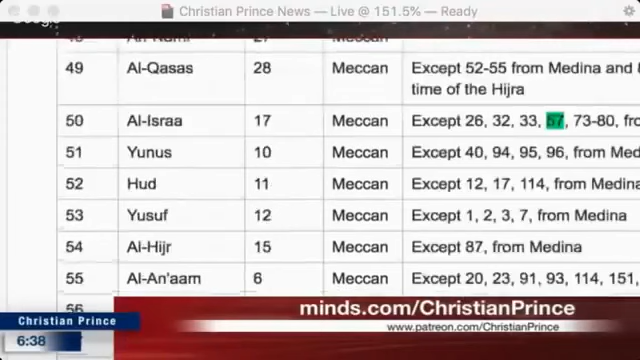 Christian Prince News — Live @ 151.5% — Ready
49 Al-Qasas 28 Meccan Except 52-55 from Medina and
time of the Hijra
50 Al-Israa 17 Meccan Except 26, 32, 33, 57, 73-80,
51 Yunus 10 Meccan Except 40, 94, 95, 96, from
52 Hud 11 Meccan Except 12, 17, 114, from Medina
53 Yusuf 12 Meccan Except 1, 2, 3, 7, from Medina
54 Al-Hijr 15 Meccan Except 87, from Medina
55 Al-An'aam 6 Meccan Except 20, 23, 91, 93, 114, 151,
56
minds.com/ChristianPrince
Christian Prince
www.patreon.com/ChristianPrince
6:38